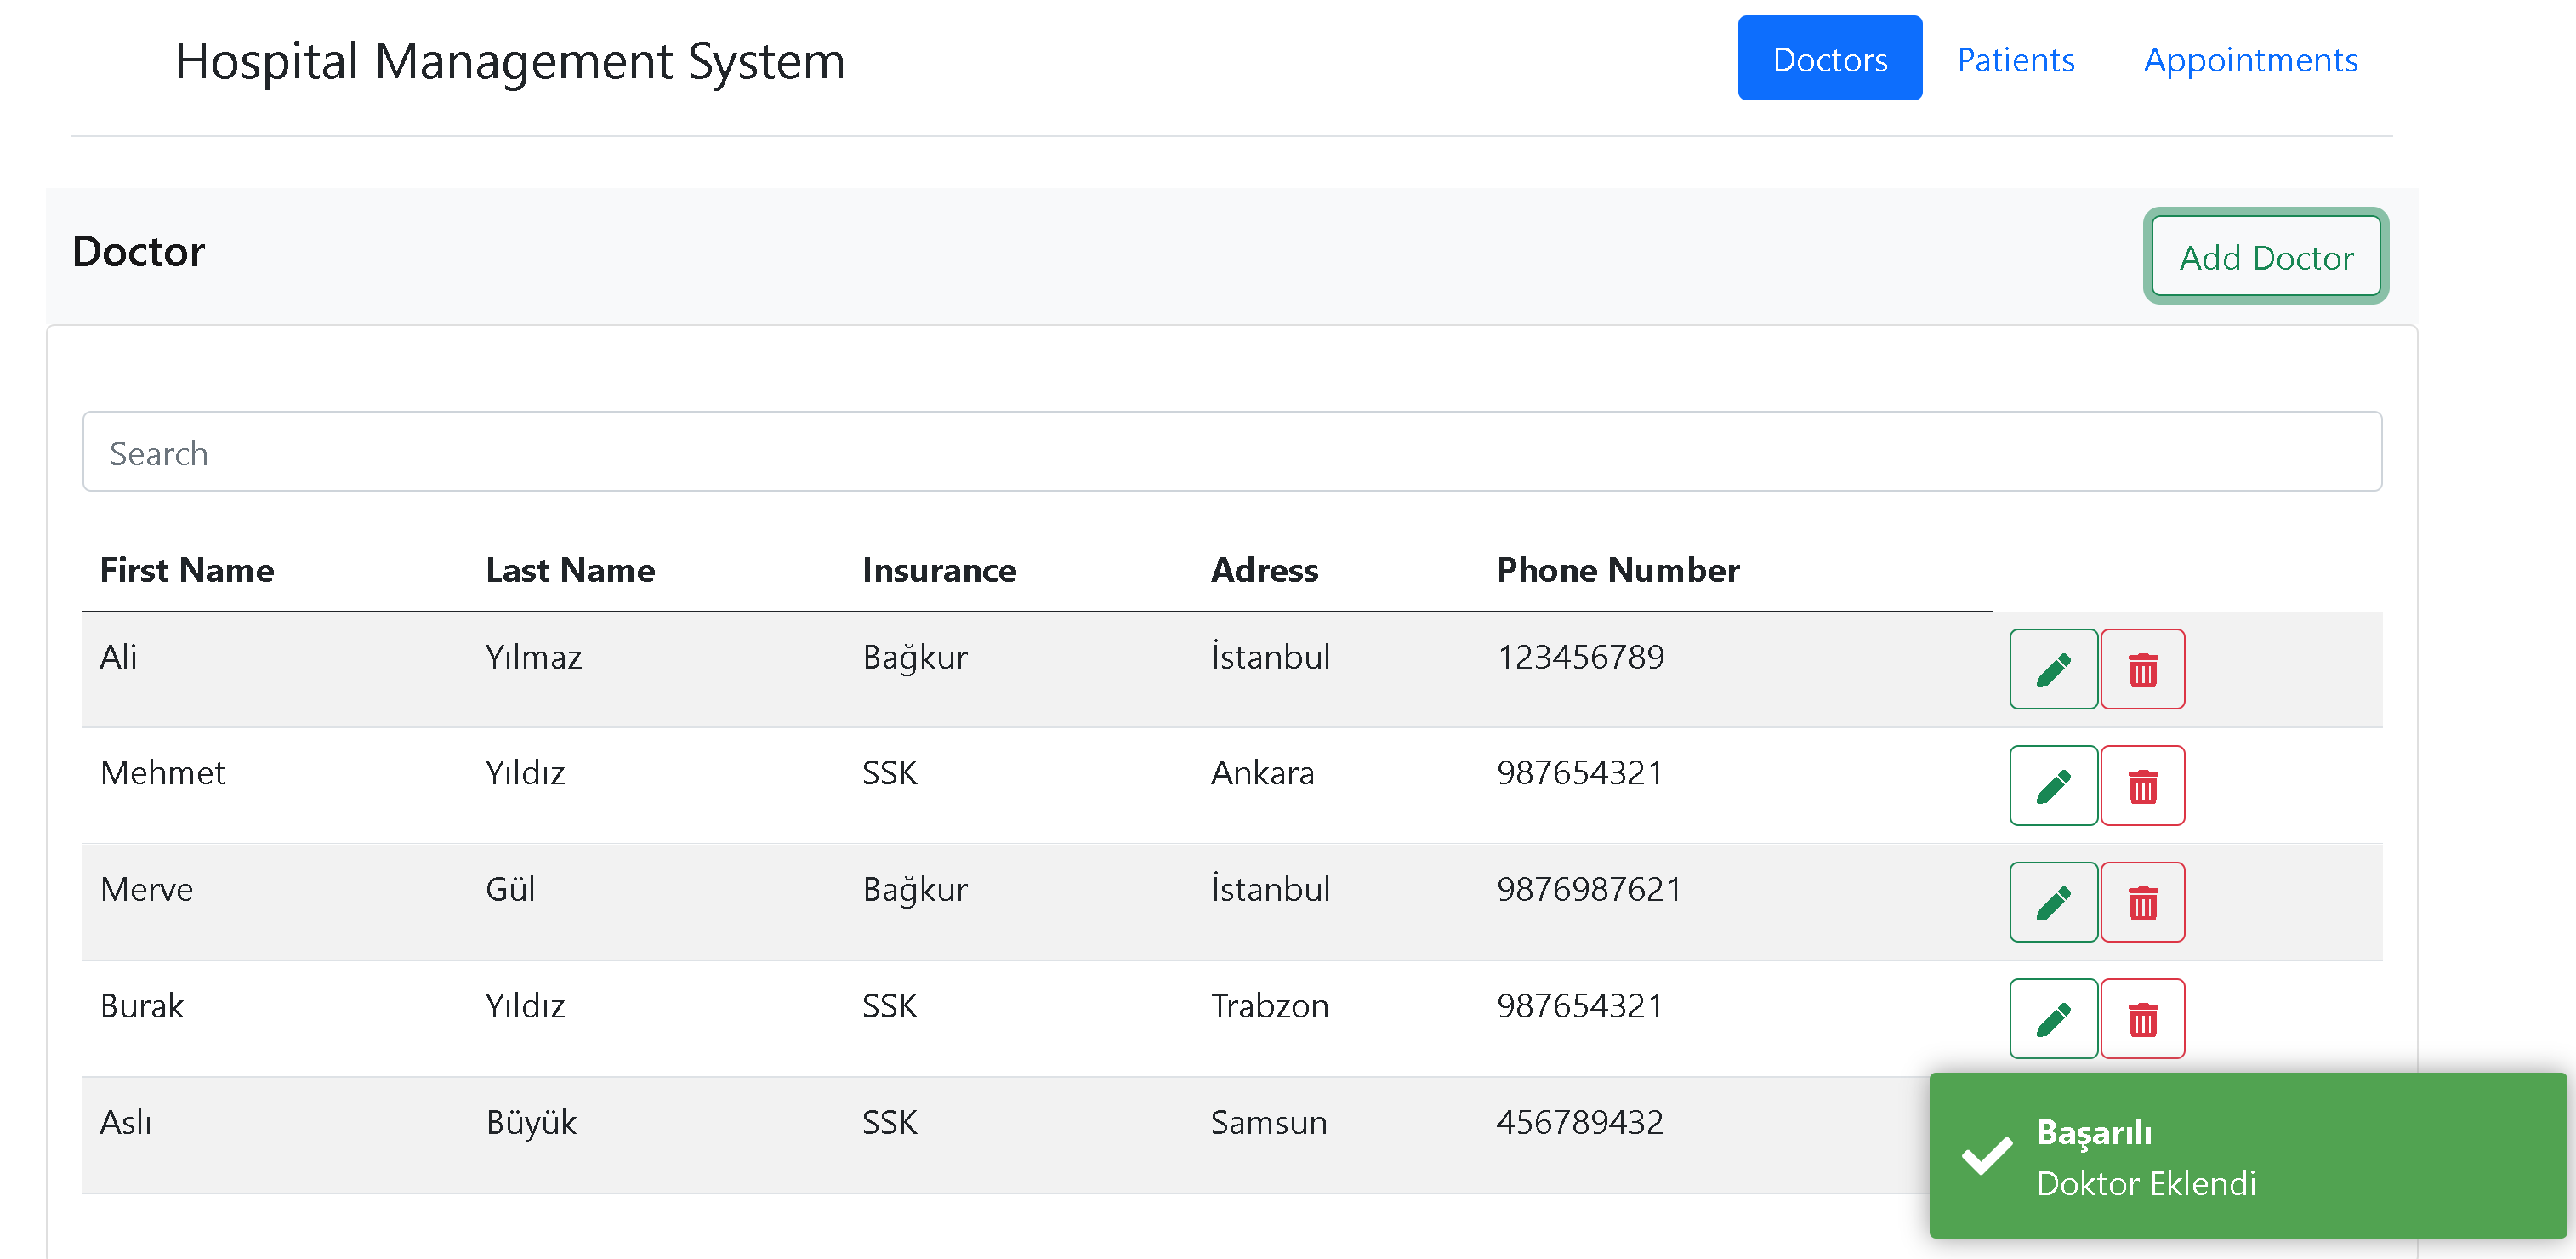 Hospital Management System Doctors Patients Appointments
Doctor Add Doctor
Search
First Name Last Name Insurance Adress Phone Number
Ali Yılmaz Bağkur İstanbul 123456789
Mehmet Yıldız SSK Ankara 987654321
Merve Gül Bağkur İstanbul 9876987621
Burak Yıldız SSK Trabzon 987654321
Aslı Büyük SSK Samsun 456789432
Başarılı
Doktor Eklendi